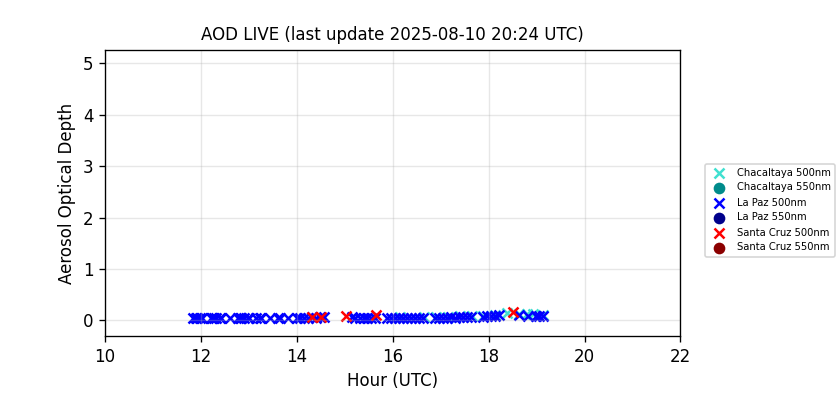 AOD LIVE (last update 2025-08-10 20:24 UTC)
Aerosol Optical Depth
5
4
3
2
1
0
10 12 14 16 18 20 22
Hour (UTC)
Chacaltaya 500nm
Chacaltaya 550nm
La Paz 500nm
La Paz 550nm
Santa Cruz 500nm
Santa Cruz 550nm